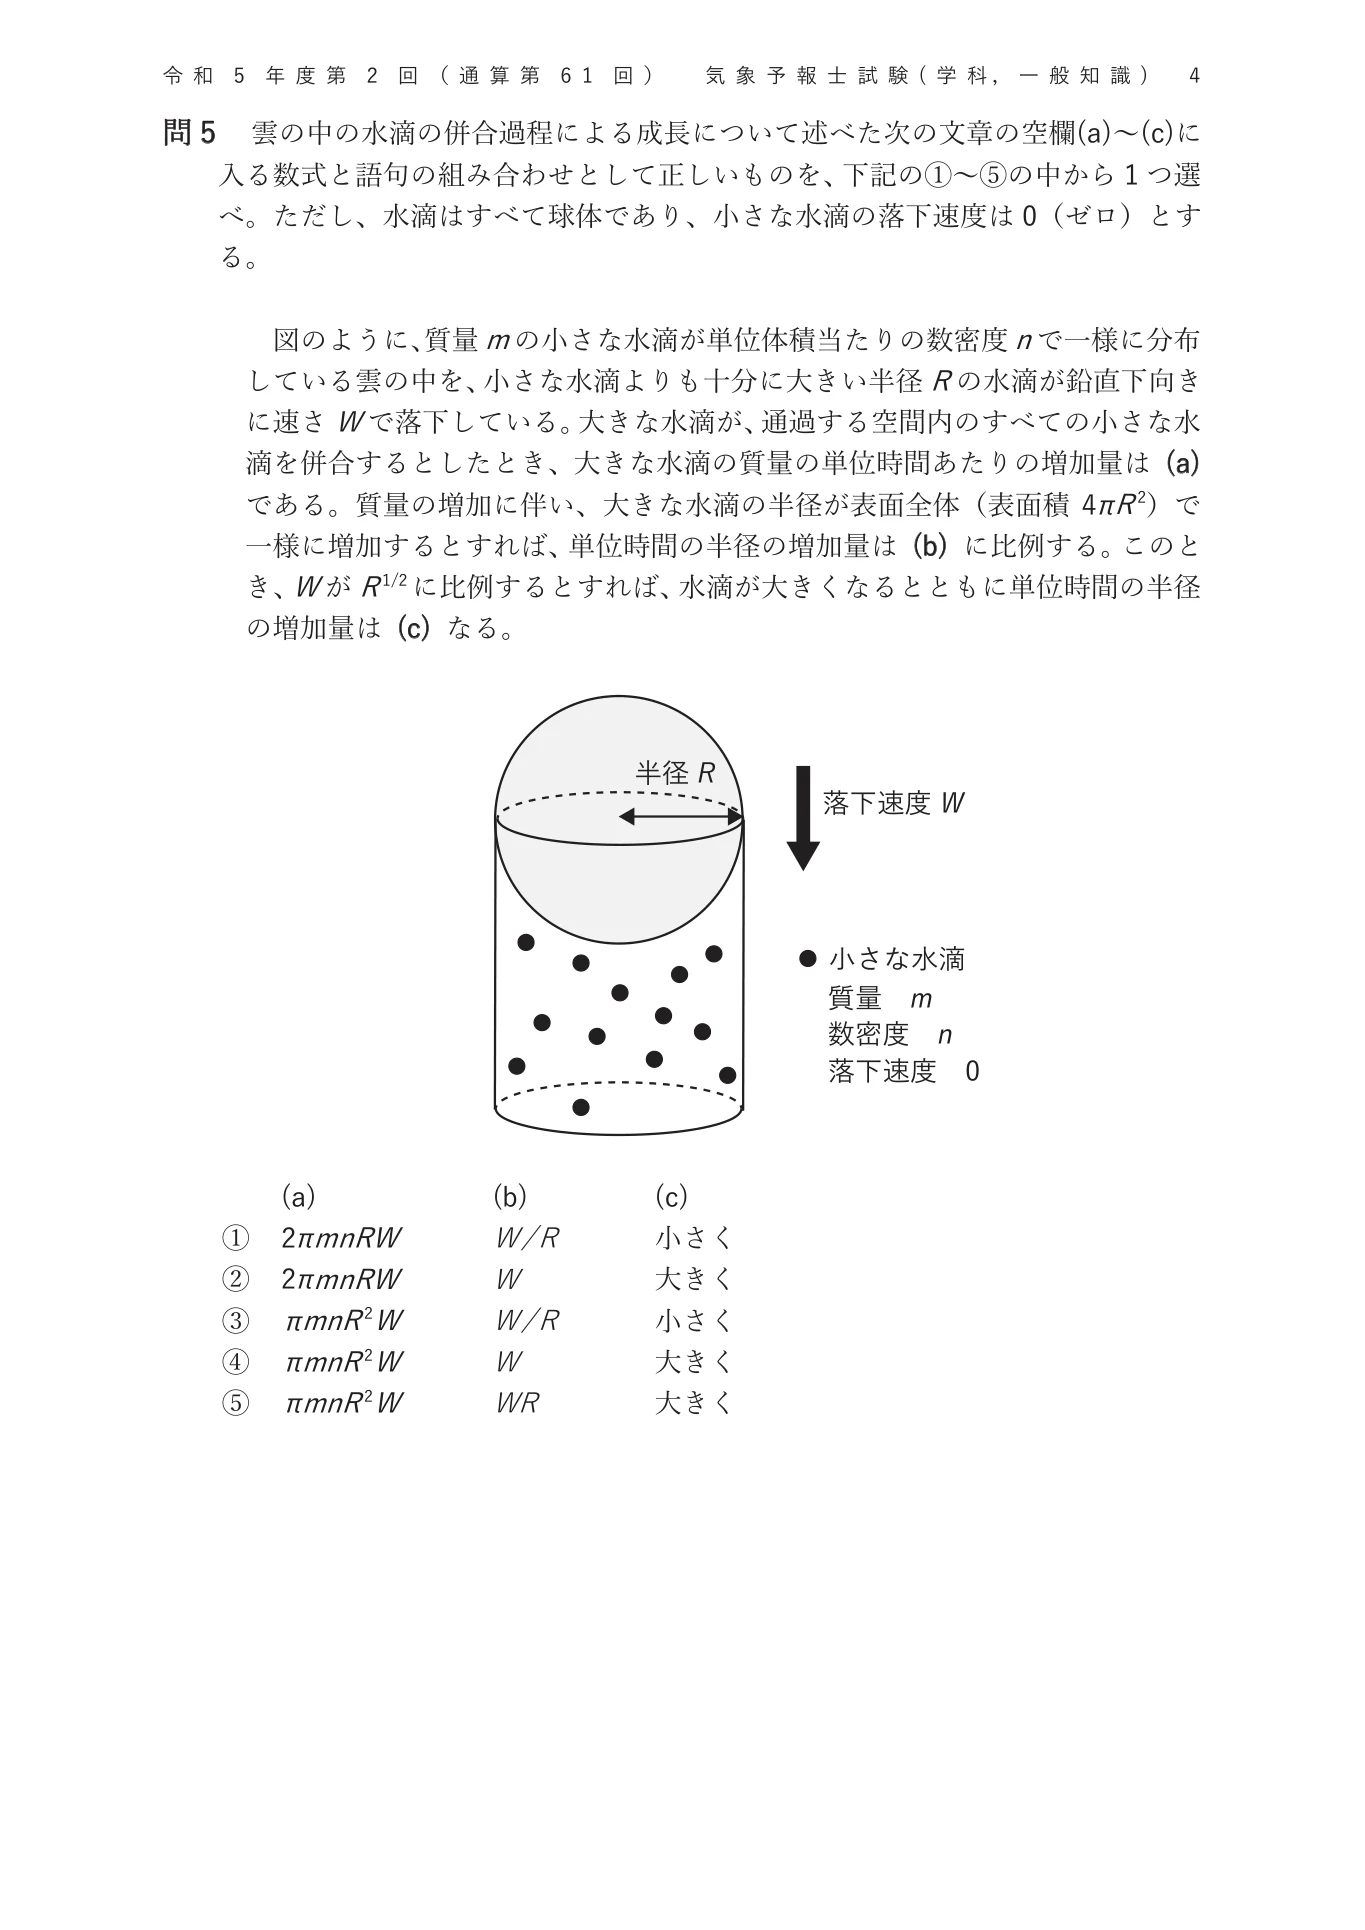 令和5年度第2回(通算第61回) 気象予報士試験(学科,一般知識) 4
問5 雲の中の水滴の併合過程による成長について述べた次の文章の空欄(a)～(c)に
入る数式と語句の組み合わせとして正しいものを、下記の①～⑤の中から1つ選
べ。ただし、水滴はすべて球体であり、小さな水滴の落下速度は0（ゼロ）とす
る。
図のように、質量 m の小さな水滴が単位体積当たりの数密度 n で一様に分布
している雲の中を、小さな水滴よりも十分に大きい半径 R の水滴が鉛直下向き
に速さ W で落下している。大きな水滴が、通過する空間内のすべての小さな水
滴を併合するとしたとき、大きな水滴の質量の単位時間あたりの増加量は (a)
である。質量の増加に伴い、大きな水滴の半径が表面全体（表面積 4πR²）で
一様に増加するとすれば、単位時間の半径の増加量は (b) に比例する。このと
き、W が R^{1/2} に比例するとすれば、水滴が大きくなるとともに単位時間の半径
の増加量は (c) なる。
半径 R
落下速度 W
小さな水滴
質量 m
数密度 n
落下速度 0
(a) (b) (c)
① 2πmnRW W/R 小さく
② 2πmnRW W 大きく
③ πmnR²W W/R 小さく
④ πmnR²W W 大きく
⑤ πmnR²W WR 大きく